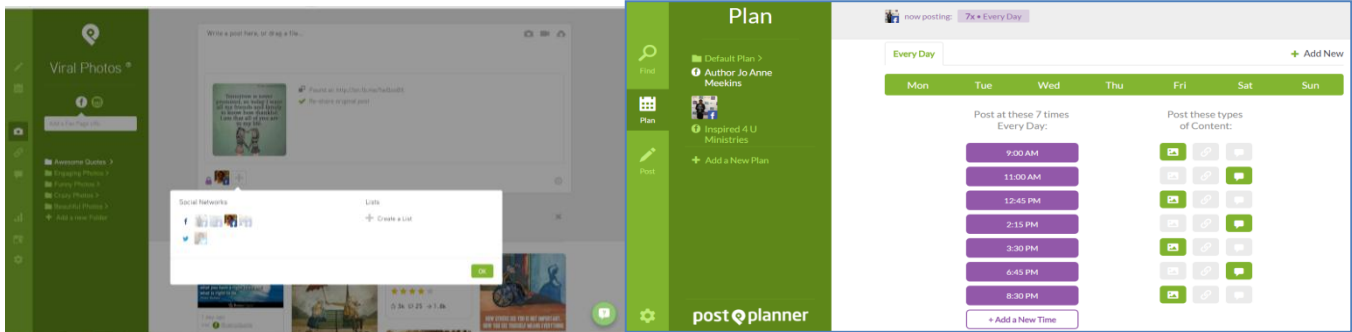 Write a post here, or drag a file...
Viral Photos
Add a Fan Page URL...
Awesome Quotes >
Engaging Photos >
Funny Photos >
Crazy Photos >
Beautiful Photos >
+ Add a new Folder
Re-share original post
Social Networks
Lists
+ Create a List
OK
Plan
Find
Plan
Post
Default Plan >
Author Jo Anne
Meekins
Inspired 4 U
Ministries
+ Add a New Plan
post planner
now posting: 7x • Every Day
Every Day
+ Add New
Mon Tue Wed Thu Fri Sat Sun
Post at these 7 times
Every Day:
Post these types
of Content:
9:00 AM
11:00 AM
12:45 PM
2:15 PM
3:30 PM
6:45 PM
8:30 PM
+ Add a New Time